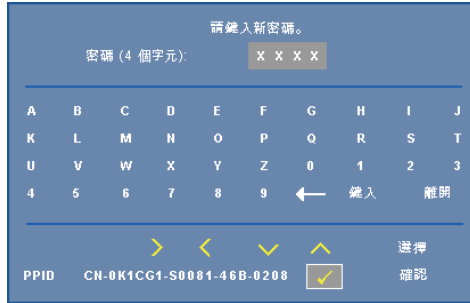 請鍵入新密碼。
密碼 (4 個字元): X X X X
A B C D E F G H I J
K L M N O P Q R S T
U V W X Y Z 0 1 2 3
4 5 6 7 8 9 ← 鍵入 離開
> < ∨ ∧ 選擇
PPID CN-0K1CG1-S0081-46B-0208 ✓ 確認